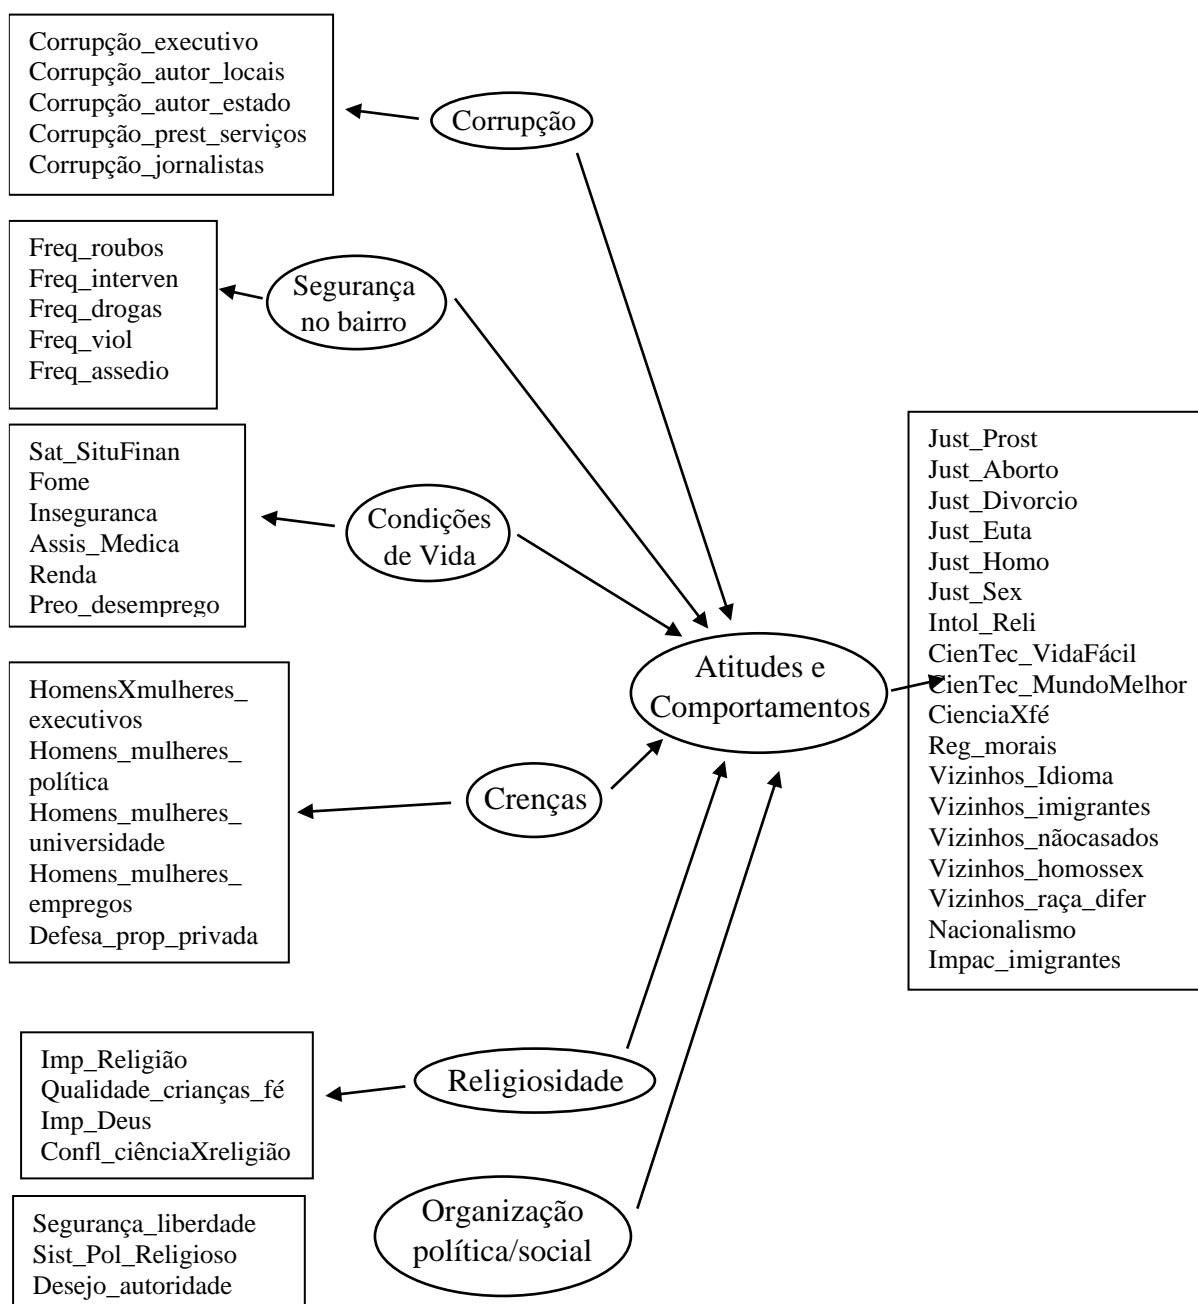 Corrupção_executivo
Corrupção_autor_locais
Corrupção_autor_estado
Corrupção_prest_serviços
Corrupção_jornalistas
Corrupção
Freq_roubos
Freq_interven
Freq_drogas
Freq_viol
Freq_assedio
Segurança
no bairro
Sat_SituFinan
Fome
Inseguranca
Assis_Medica
Renda
Preo_desemprego
Condições
de Vida
HomensXmulheres_
executivos
Homens_mulheres_
política
Homens_mulheres_
universidade
Homens_mulheres_
empregos
Defesa_prop_privada
Crenças
Imp_Religião
Qualidade_crianças_fé
Imp_Deus
Confl_ciênciaXreligião
Religiosidade
Segurança_liberdade
Sist_Pol_Religioso
Desejo_autoridade
Organização
política/social
Atitudes e
Comportamentos
Just_Prost
Just_Aborto
Just_Divorcio
Just_Euta
Just_Homo
Just_Sex
Intol_Reli
CienTec_VidaFácil
CienTec_MundoMelhor
CienciaXfé
Reg_morais
Vizinhos_Idioma
Vizinhos_imigrantes
Vizinhos_nãocasados
Vizinhos_homossex
Vizinhos_raça_difer
Nacionalismo
Impac_imigrantes